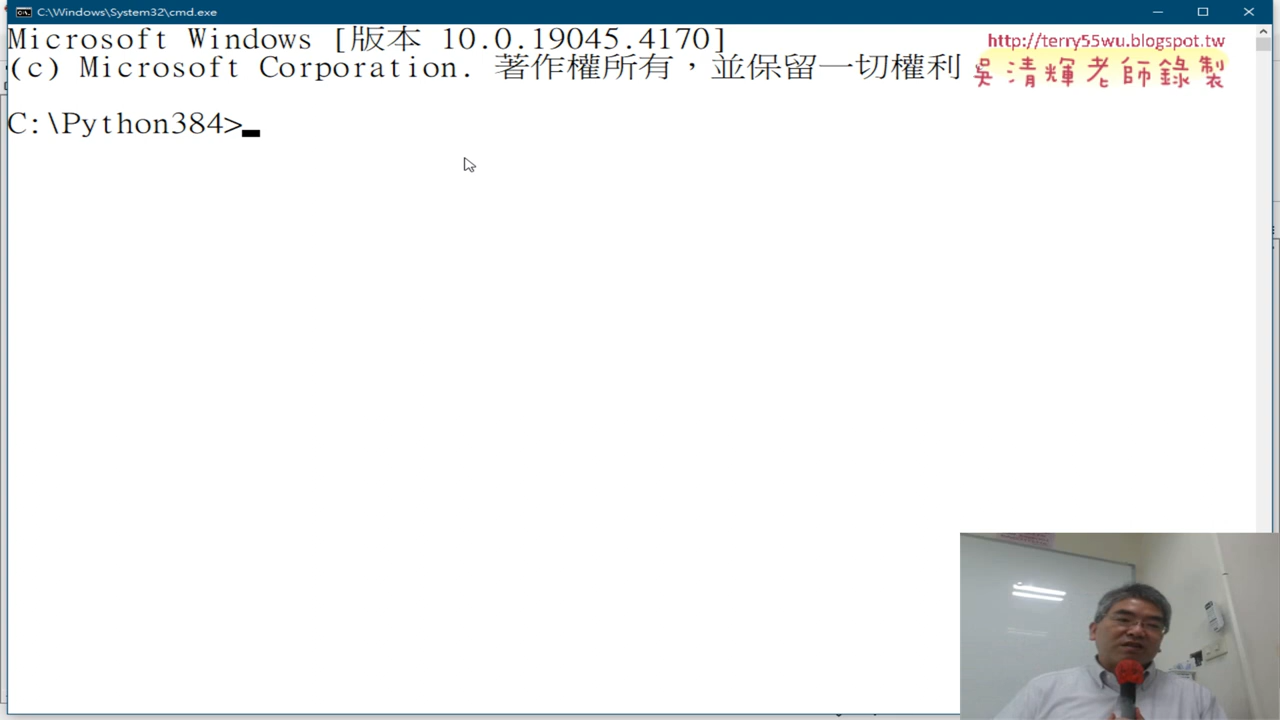 C:\Windows\System32\cmd.exe
Microsoft Windows [版本 10.0.19045.4170]
(c) Microsoft Corporation. 著作權所有，並保留一切權利
http://terry55wu.blogspot.tw
吳清輝老師錄製
C:\Python384>